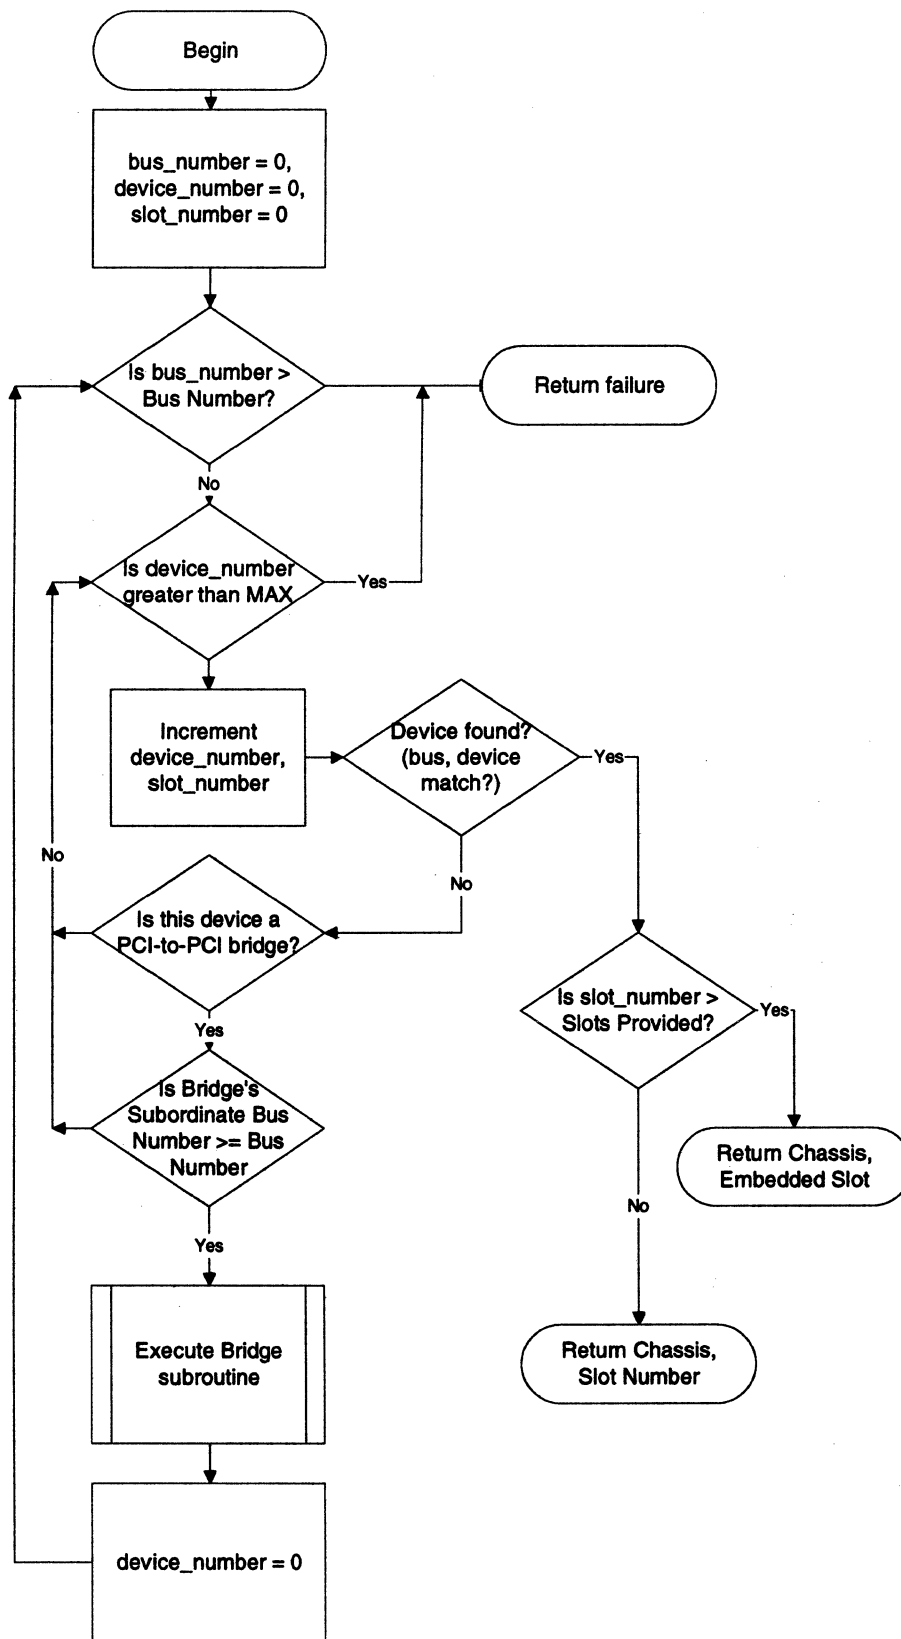 Begin
bus_number = 0,
device_number = 0,
slot_number = 0
Is bus_number >
Bus Number?
Return failure
No
Is device_number
greater than MAX
Yes
Increment
device_number,
slot_number
Device found?
(bus, device
match?)
Yes
No
No
Is this device a
PCI-to-PCI bridge?
Is slot_number >
Slots Provided?
Yes
Yes
Is Bridge's
Subordinate Bus
Number >= Bus
Number
Return Chassis,
Embedded Slot
No
Yes
Execute Bridge
subroutine
Return Chassis,
Slot Number
device_number = 0